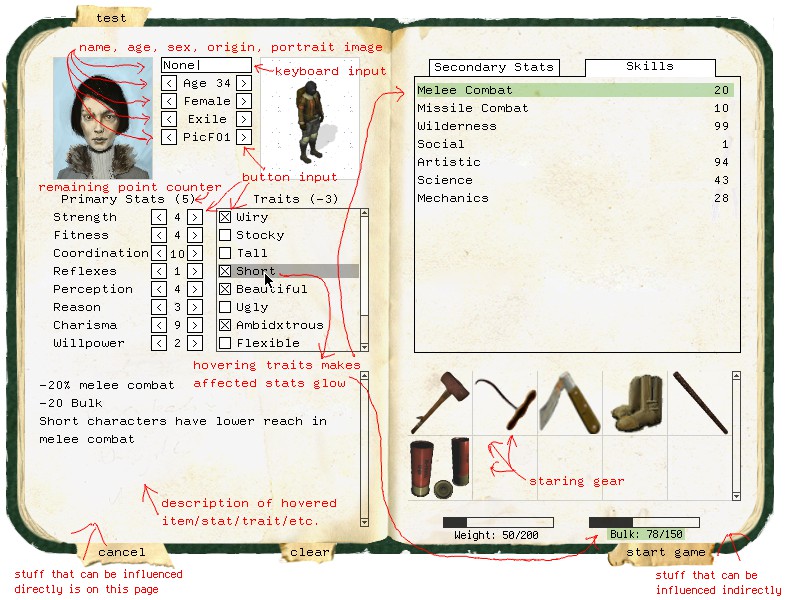 test
name, age, sex, origin, portrait image
None|
keyboard input
< Age 34 >
< Female >
< Exile >
< PicF01 >
button input
remaining point counter
Primary Stats (5)
Strength < 4 >
Fitness < 4 >
Coordination < 10 >
Reflexes < 1 >
Perception < 4 >
Reason < 3 >
Charisma < 9 >
Willpower < 2 >
Traits (-3)
Wiry
Stocky
Tall
Short
Beautiful
Ugly
Ambidxtrous
Flexible
hovering traits makes
affected stats glow
-20% melee combat
-20 Bulk
Short characters have lower reach in
melee combat
description of hovered
item/stat/trait/etc.
cancel
clear
stuff that can be influenced
directly is on this page
Secondary Stats
Skills
Melee Combat 20
Missile Combat 10
Wilderness 99
Social 1
Artistic 94
Science 43
Mechanics 28
staring gear
Weight: 50/200
Bulk: 78/150
start game
stuff that can be
influenced indirectly